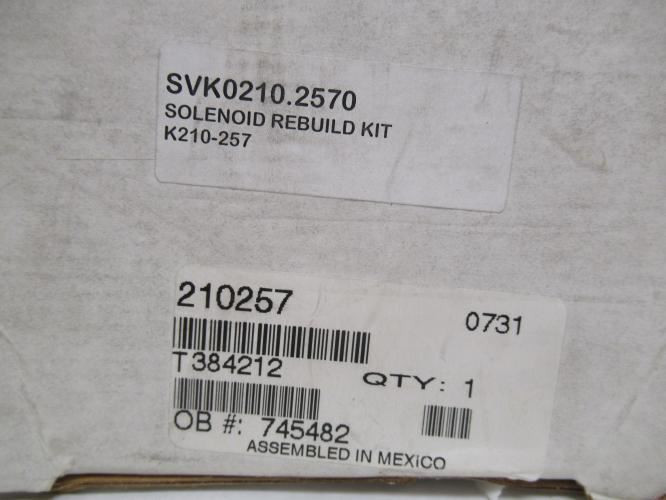 SVK0210.2570
SOLENOID REBUILD KIT
K210-257
210257 0731
T384212
QTY: 1
OB #: 745482
ASSEMBLED IN MEXICO